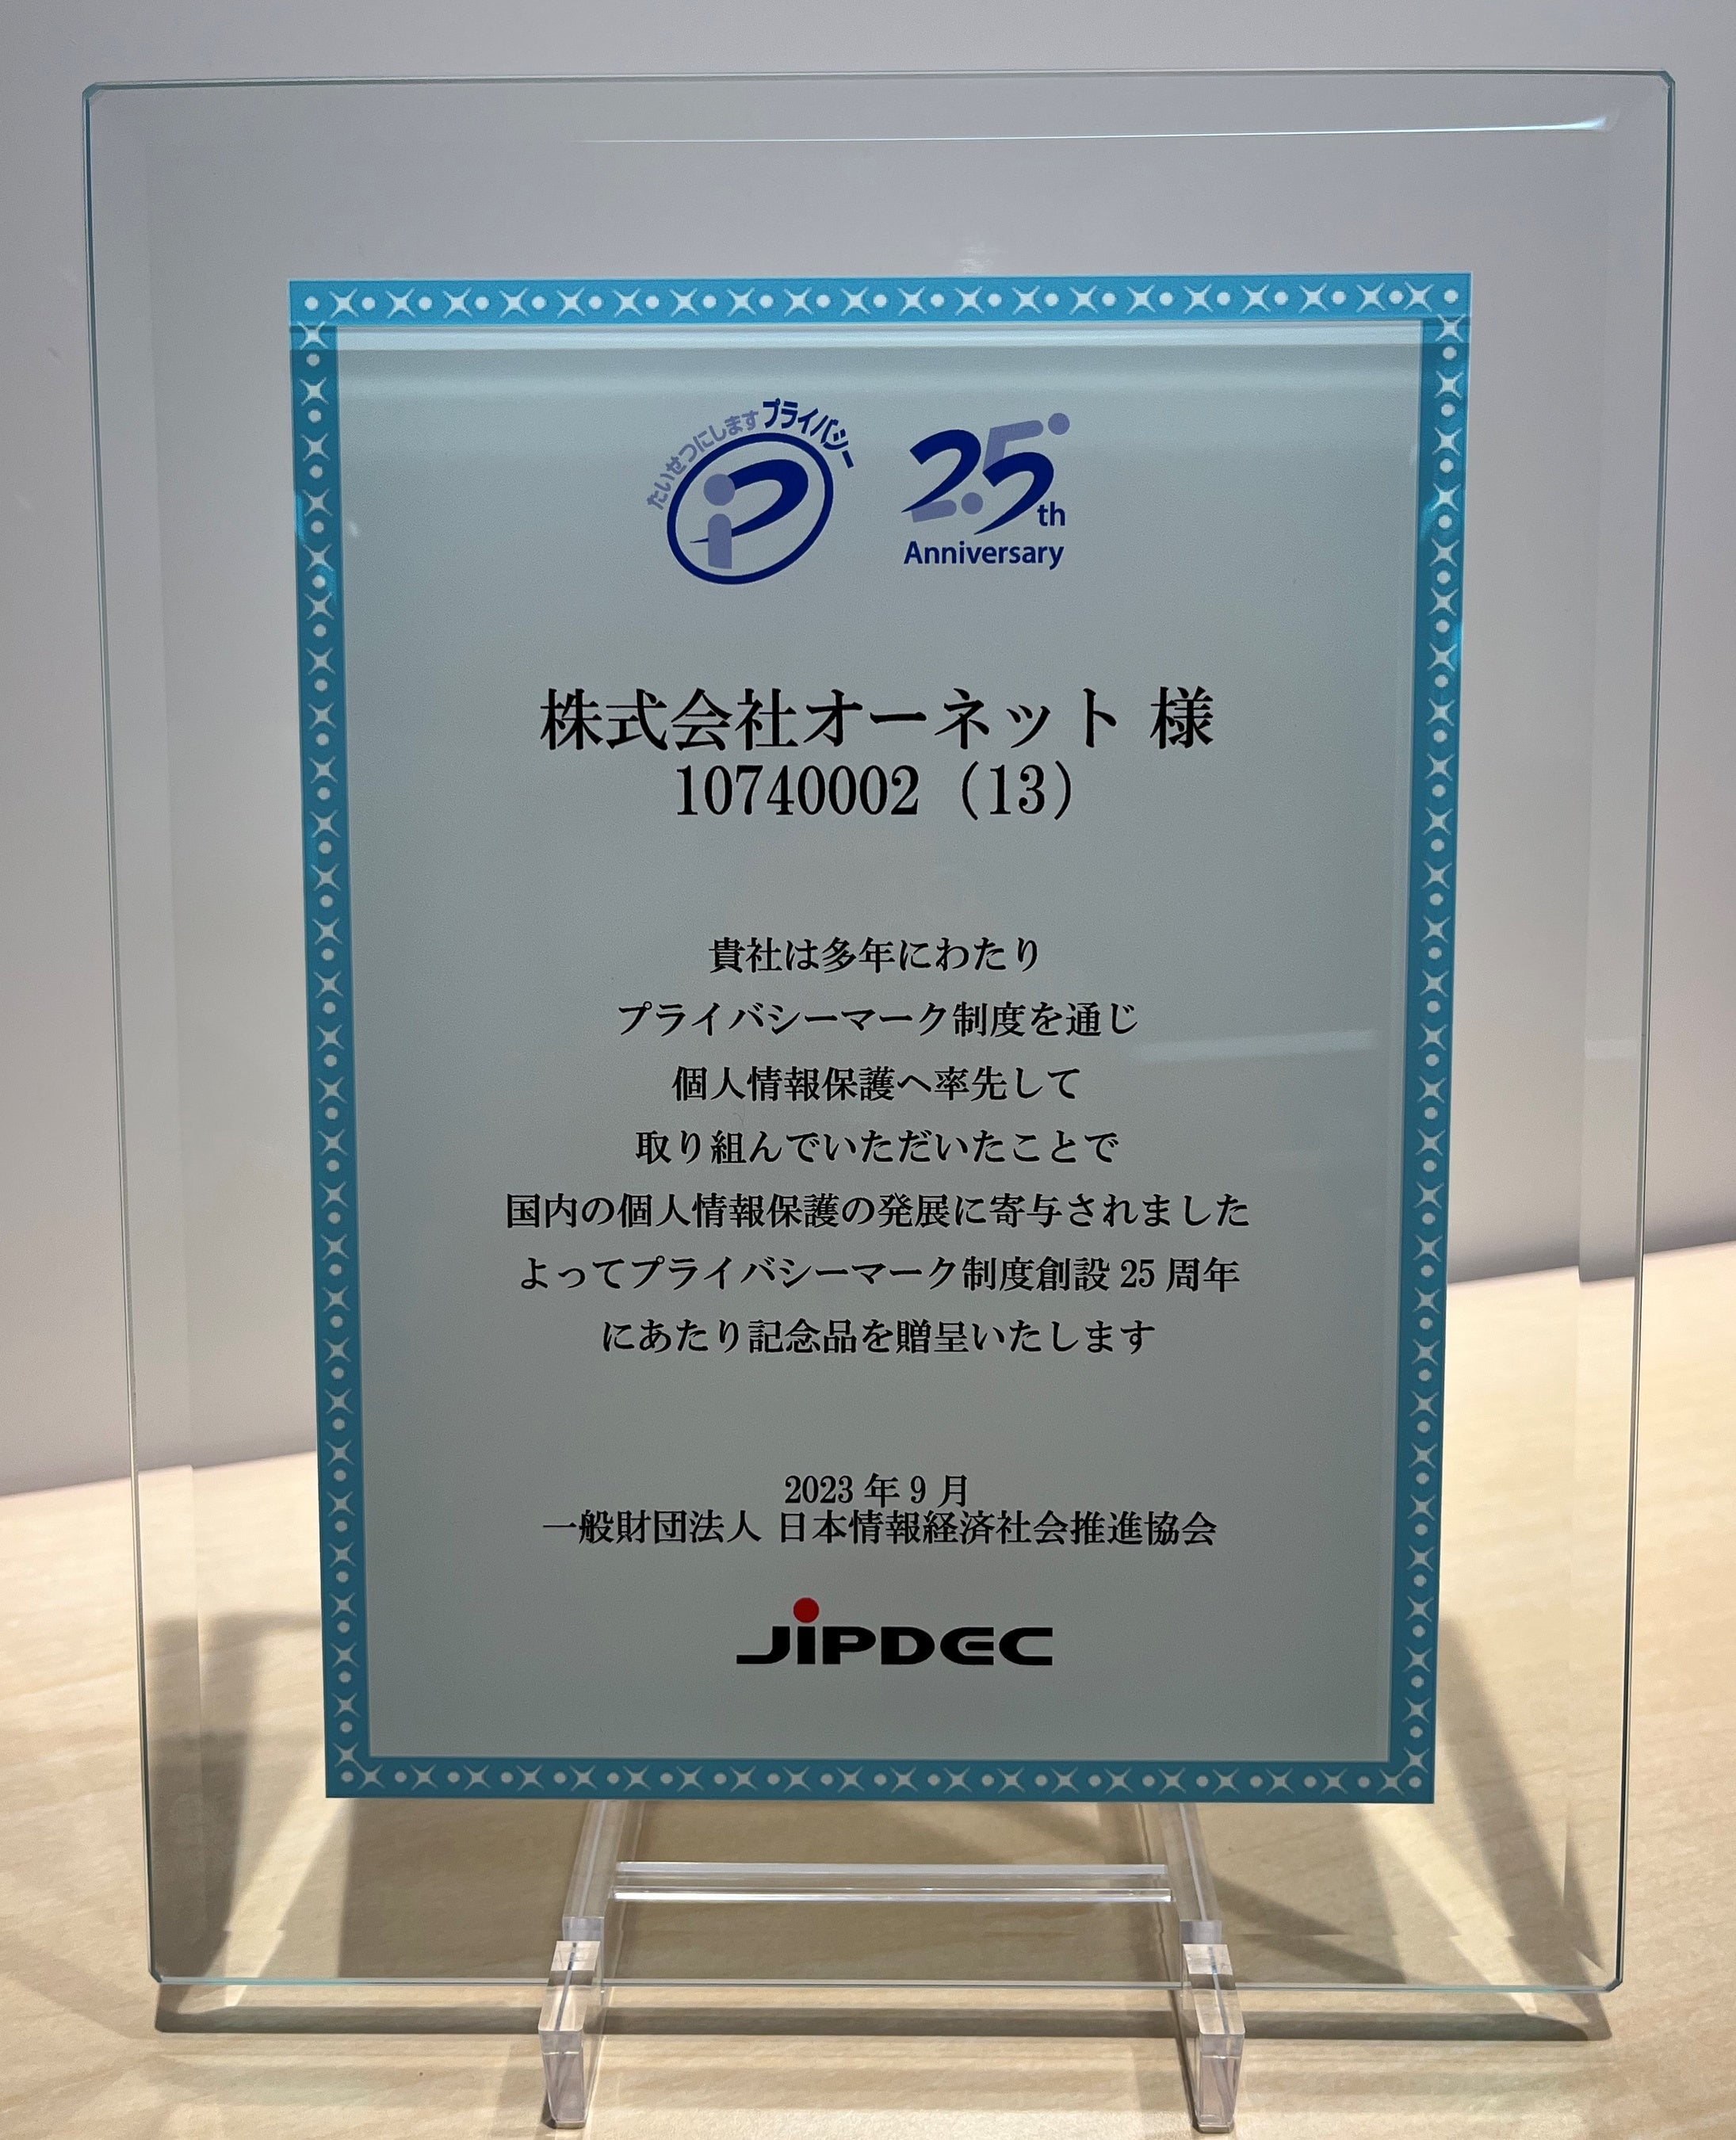 たいせつにしますプライバシー
25th
Anniversary
株式会社オーネット 様
10740002（13）
貴社は多年にわたり
プライバシーマーク制度を通じ
個人情報保護へ率先して
取り組んでいただいたことで
国内の個人情報保護の発展に寄与されました
よってプライバシーマーク制度創設 25 周年
にあたり記念品を贈呈いたします
2023 年 9 月
一般財団法人 日本情報経済社会推進協会
JIPDEC